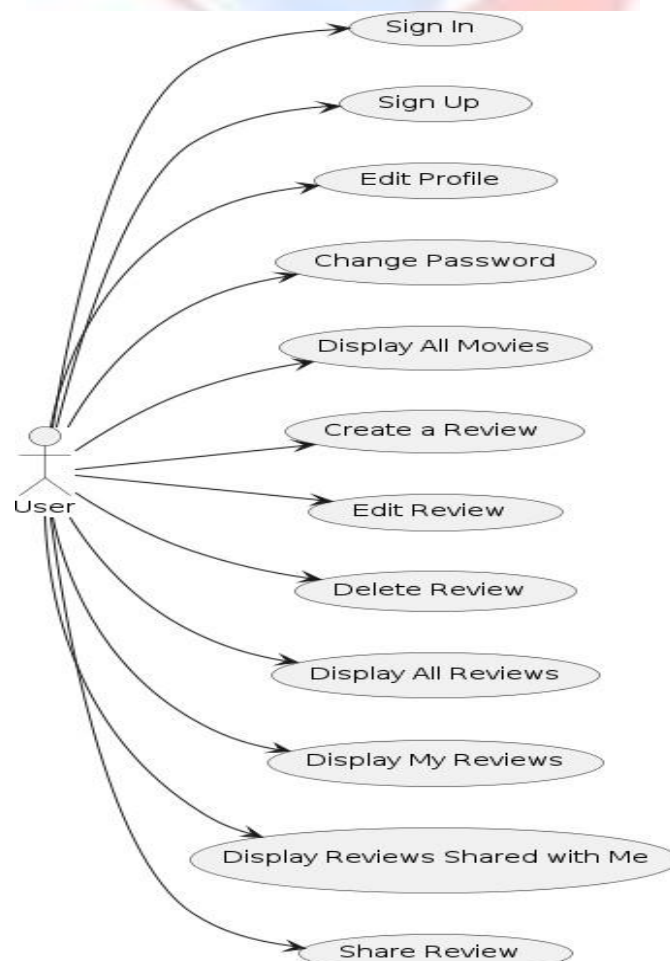 Sign In
Sign Up
Edit Profile
Change Password
Display All Movies
Create a Review
Edit Review
User
Delete Review
Display All Reviews
Display My Reviews
Display Reviews Shared with Me
Share Review